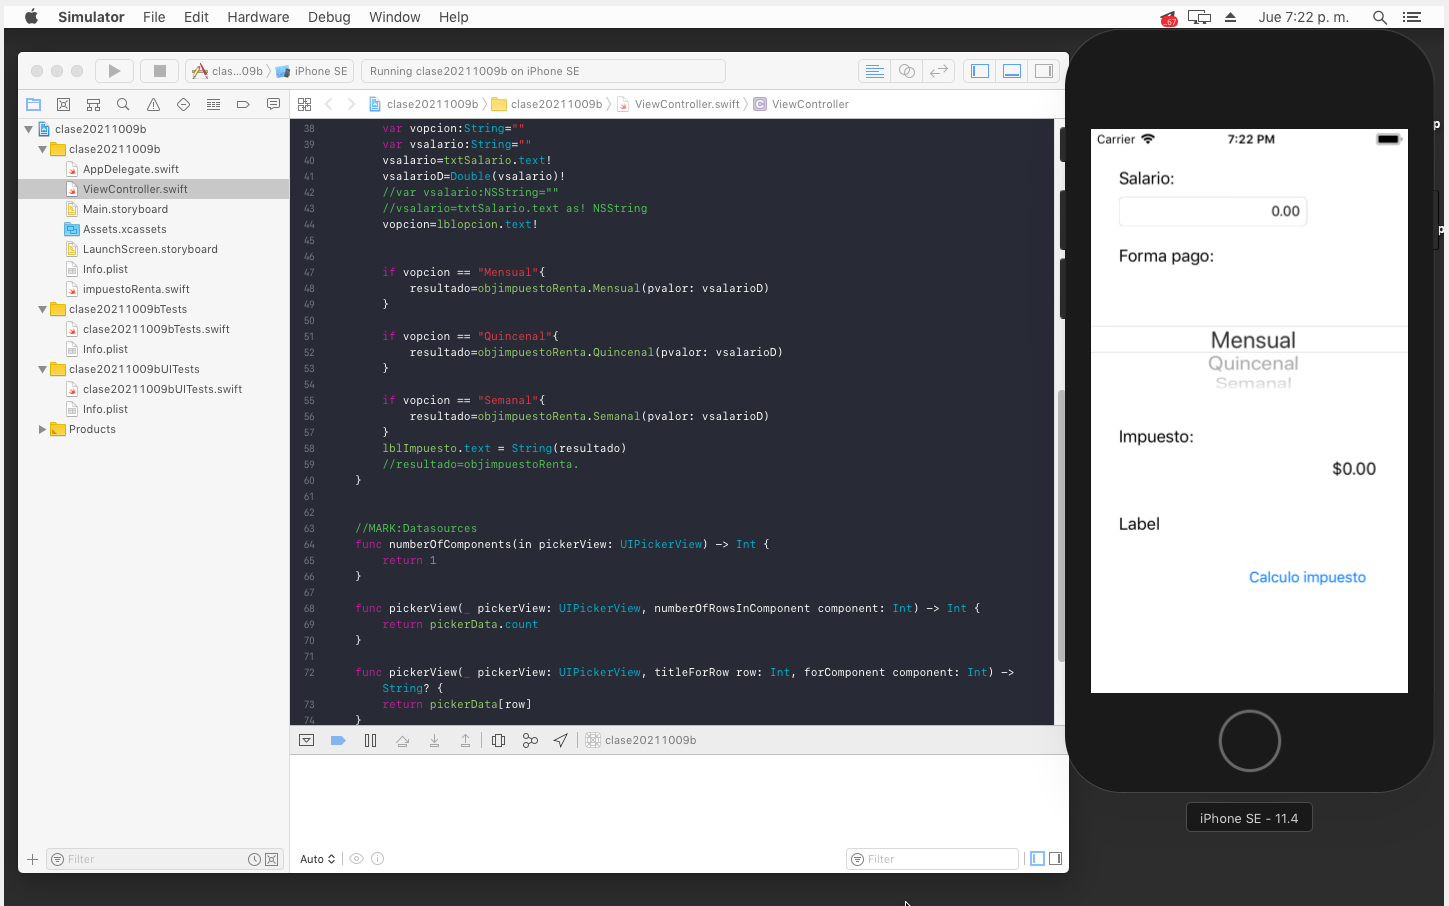 Simulator File Edit Hardware Debug Window Help
.67
Jue 7:22 p. m.
clas...09b iPhone SE
Running clase20211009b on iPhone SE
clase20211009b clase20211009b ViewController.swift C ViewController
clase20211009b
clase20211009b
AppDelegate.swift
ViewController.swift
Main.storyboard
Assets.xcassets
LaunchScreen.storyboard
Info.plist
impuestoRenta.swift
clase20211009bTests
clase20211009bTests.swift
Info.plist
clase20211009bUITests
clase20211009bUITests.swift
Info.plist
Products
Filter
38 var vopcion:String=""
39 var vsalario:String=""
40 vsalario=txtSalario.text!
41 vsalarioD=Double(vsalario)!
42 //var vsalario:NSString=""
43 //vsalario=txtSalario.text as! NSString
44 vopcion=lblopcion.text!
45
46
47 if vopcion == "Mensual"{
48 resultado=objimpuestoRenta.Mensual(pvalor: vsalarioD)
49 }
50
51 if vopcion == "Quincenal"{
52 resultado=objimpuestoRenta.Quincenal(pvalor: vsalarioD)
53 }
54
55 if vopcion == "Semanal"{
56 resultado=objimpuestoRenta.Semanal(pvalor: vsalarioD)
57 }
58 lblImpuesto.text = String(resultado)
59 //resultado=objimpuestoRenta.
60 }
61
62
63 //MARK:Datasources
64 func numberOfComponents(in pickerView: UIPickerView) -> Int {
65 return 1
66 }
67
68 func pickerView(_ pickerView: UIPickerView, numberOfRowsInComponent component: Int) -> Int {
69 return pickerData.count
70 }
71
72 func pickerView(_ pickerView: UIPickerView, titleForRow row: Int, forComponent component: Int) ->
String? {
73 return pickerData[row]
74 }
clase20211009b
Auto
Filter
Carrier 7:22 PM
Salario:
0.00
Forma pago:
Mensual
Quincenal
Semanal
Impuesto:
$0.00
Label
Calculo impuesto
iPhone SE - 11.4
p
p